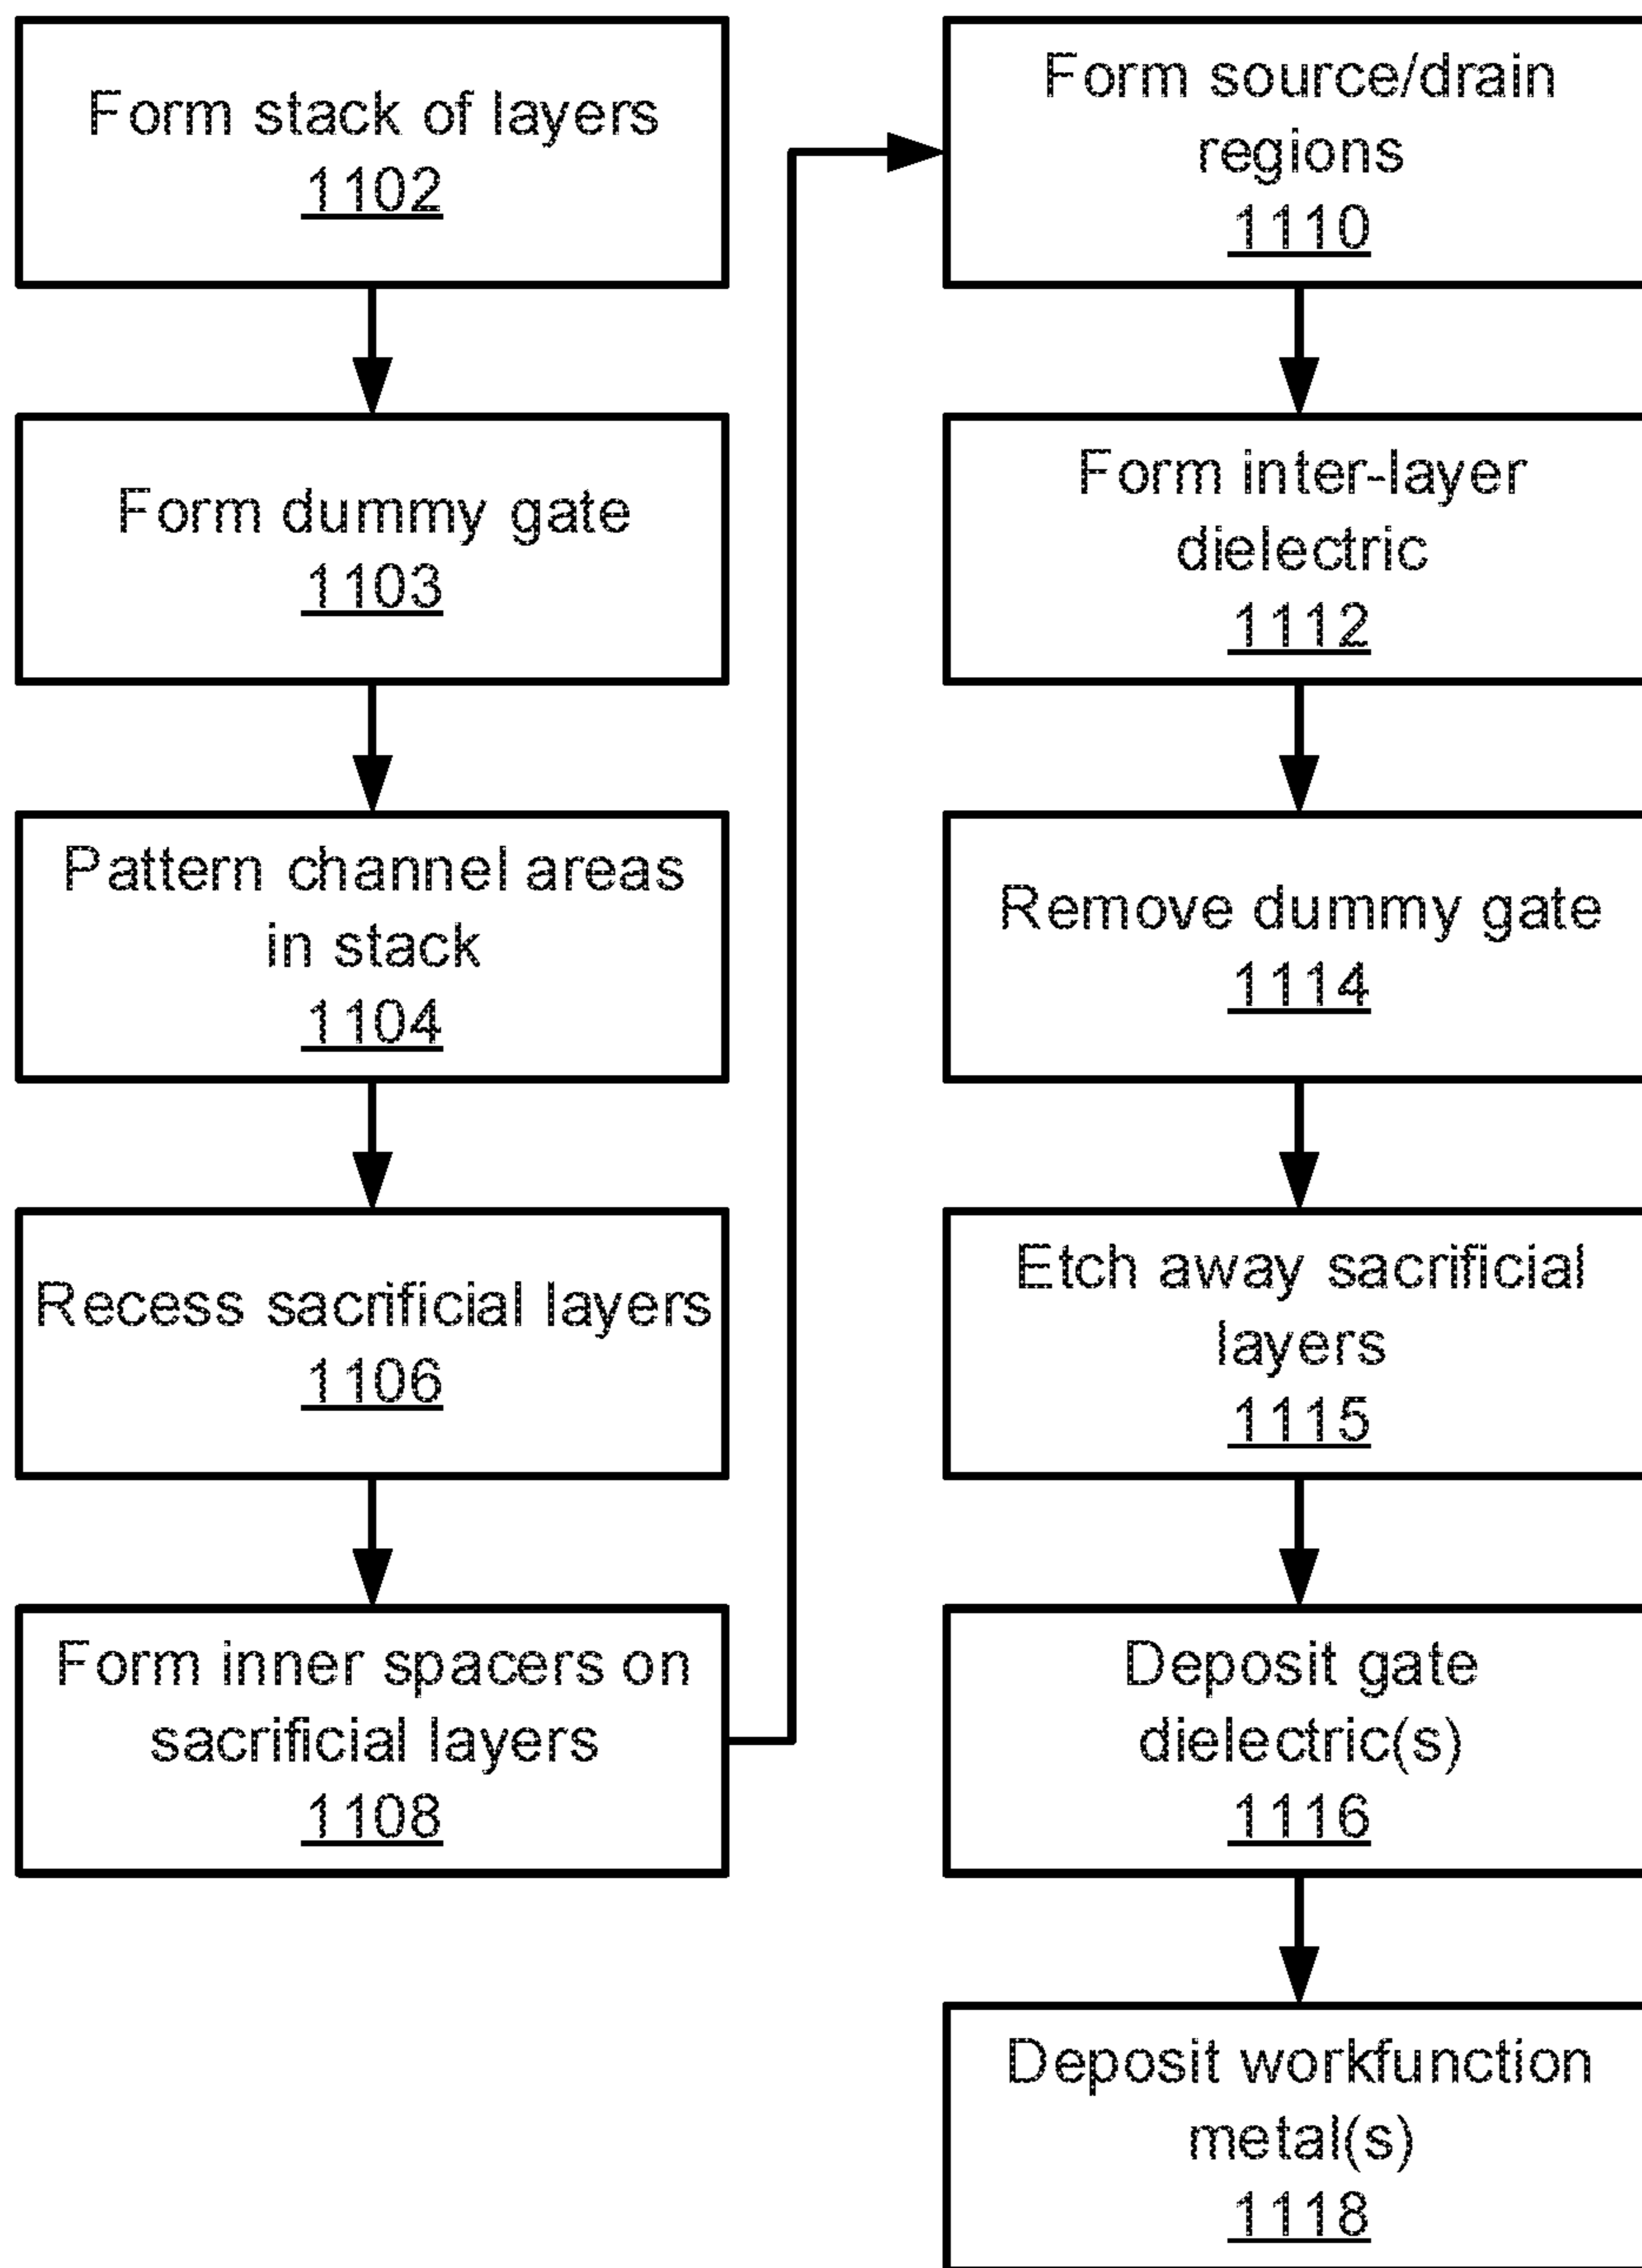 Form stack of layers
1102
Form dummy gate
1103
Pattern channel areas
in stack
1104
Recess sacrificial layers
1106
Form inner spacers on
sacrificial layers
1108
Form source/drain
regions
1110
Form inter-layer
dielectric
1112
Remove dummy gate
1114
Etch away sacrificial
layers
1115
Deposit gate
dielectric(s)
1116
Deposit workfunction
metal(s)
1118